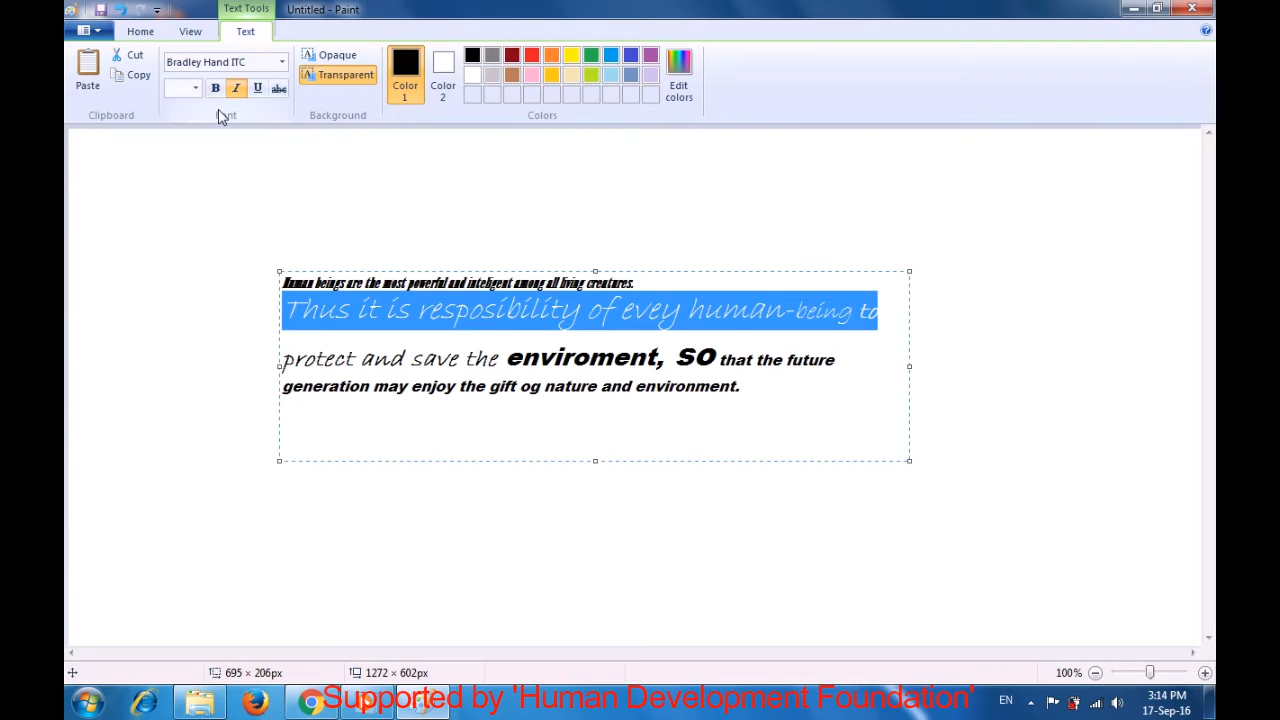 Text Tools
Untitled - Paint
Home
View
Text
Paste
Cut
Copy
Clipboard
Bradley Hand ITC
B I U abc
Opaque
Transparent
Background
Color 1
Color 2
Edit colors
Colors
Human beings are the most powerful and inteligent among all living creatures.
Thus it is resposibility of evey human-being to
protect and save the enviroment, SO that the future
generation may enjoy the gift og nature and environment.
695 × 206px
1272 × 602px
100%
EN
3:14 PM
17-Sep-16
Supported by 'Human Development Foundation'